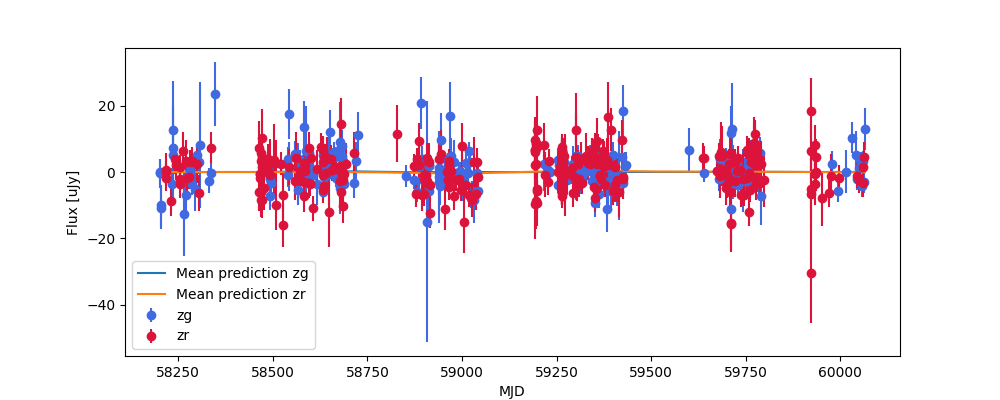 20
0
−20
−40
Flux [uJy]
Mean prediction zg
Mean prediction zr
zg
zr
58250 58500 58750 59000 59250 59500 59750 60000
MJD